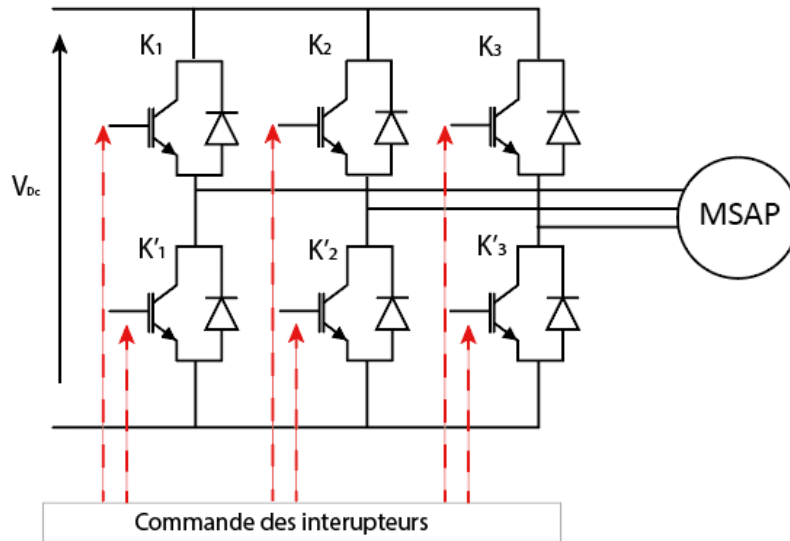 K1 K2 K3
VDc
MSAP
K'1 K'2 K'3
Commande des interupteurs